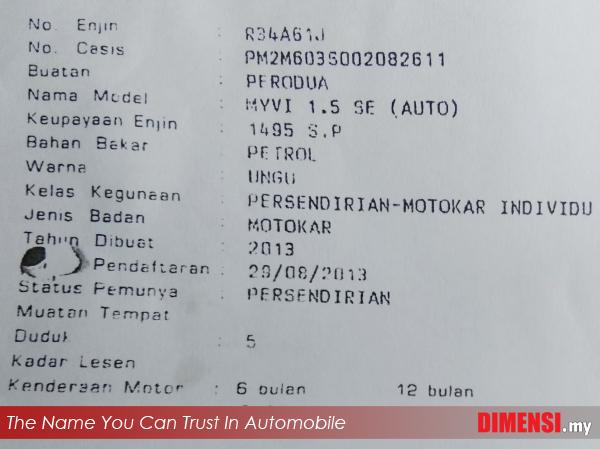 No. Enjin : R34A61J
No. Casis : PM2M603S002082611
Buatan : PERODUA
Nama Model : MYVI 1.5 SE (AUTO)
Keupayaan Enjin : 1495 S.P
Bahan Bakar : PETROL
Warna : UNGU
Kelas Kegunaan : PERSENDIRIAN-MOTOKAR INDIVIDU
Jenis Badan : MOTOKAR
Tahun Dibuat : 2013
Pendaftaran : 29/08/2013
Status Pemunya : PERSENDIRIAN
Muatan Tempat
Duduk : 5
Kadar Lesen
Kenderaan Motor : 6 bulan 12 bulan
The Name You Can Trust In Automobile
DIMENSI.my